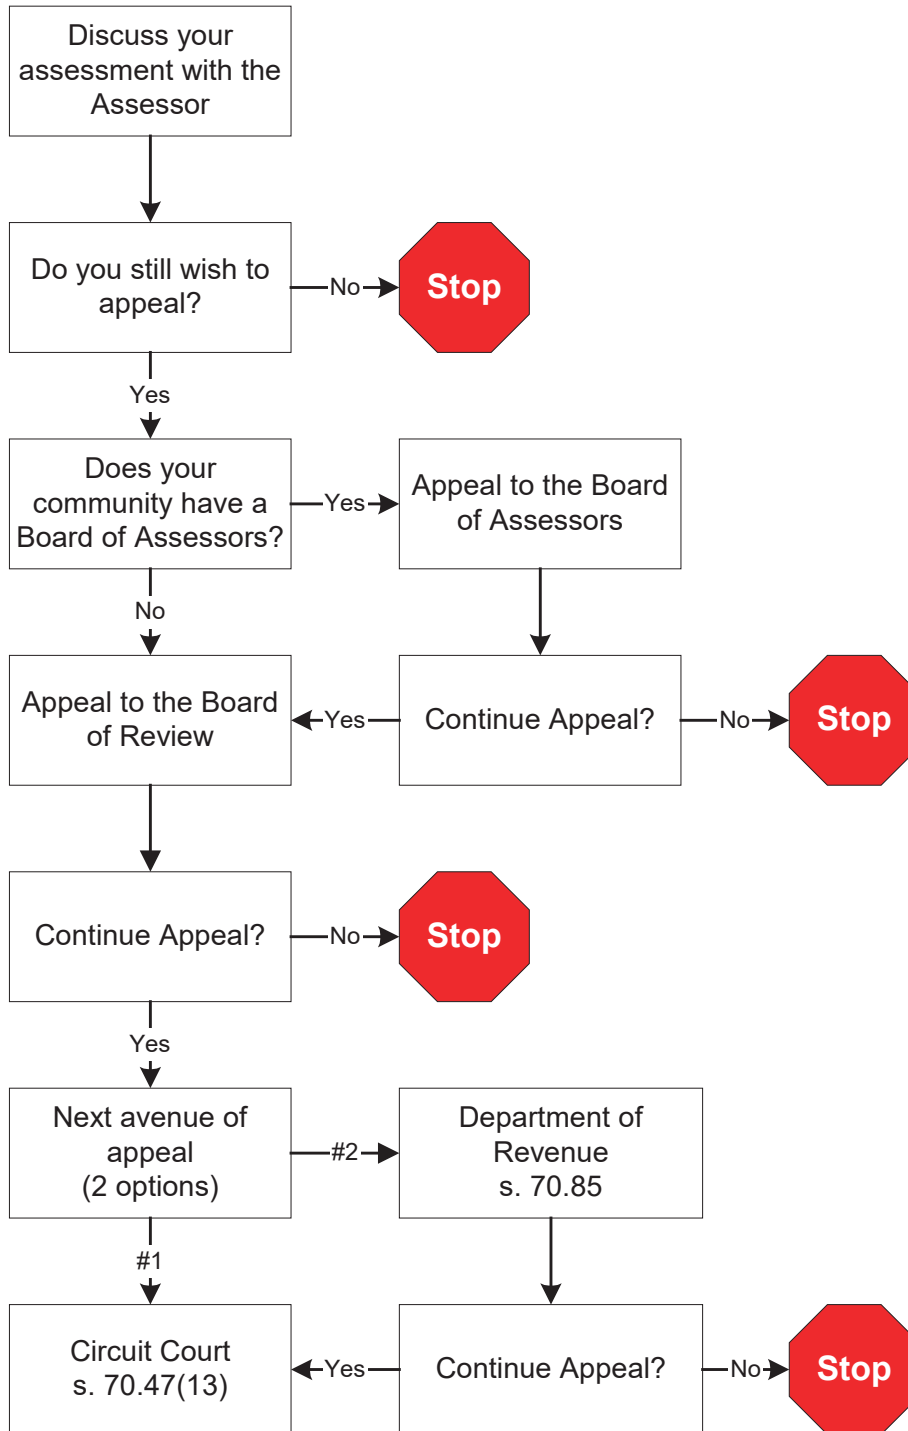 Discuss your
assessment with the
Assessor
Do you still wish to
appeal?
No
Stop
Yes
Does your
community have a
Board of Assessors?
Yes
Appeal to the Board
of Assessors
No
Appeal to the Board
of Review
Yes
Continue Appeal?
No
Stop
Continue Appeal?
No
Stop
Yes
Next avenue of
appeal
(2 options)
#2
Department of
Revenue
s. 70.85
#1
Circuit Court
s. 70.47(13)
Yes
Continue Appeal?
No
Stop